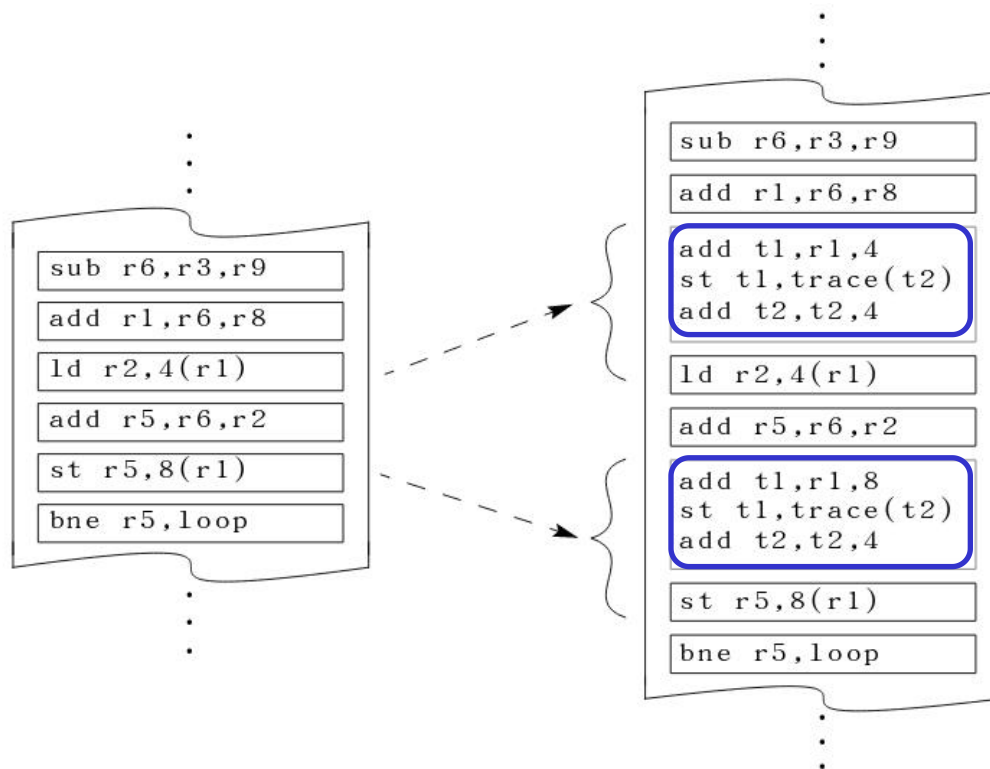 sub r6,r3,r9
add r1,r6,r8
ld r2,4(r1)
add r5,r6,r2
st r5,8(r1)
bne r5,loop
sub r6,r3,r9
add r1,r6,r8
add t1,r1,4
st t1,trace(t2)
add t2,t2,4
ld r2,4(r1)
add r5,r6,r2
add t1,r1,8
st t1,trace(t2)
add t2,t2,4
st r5,8(r1)
bne r5,loop